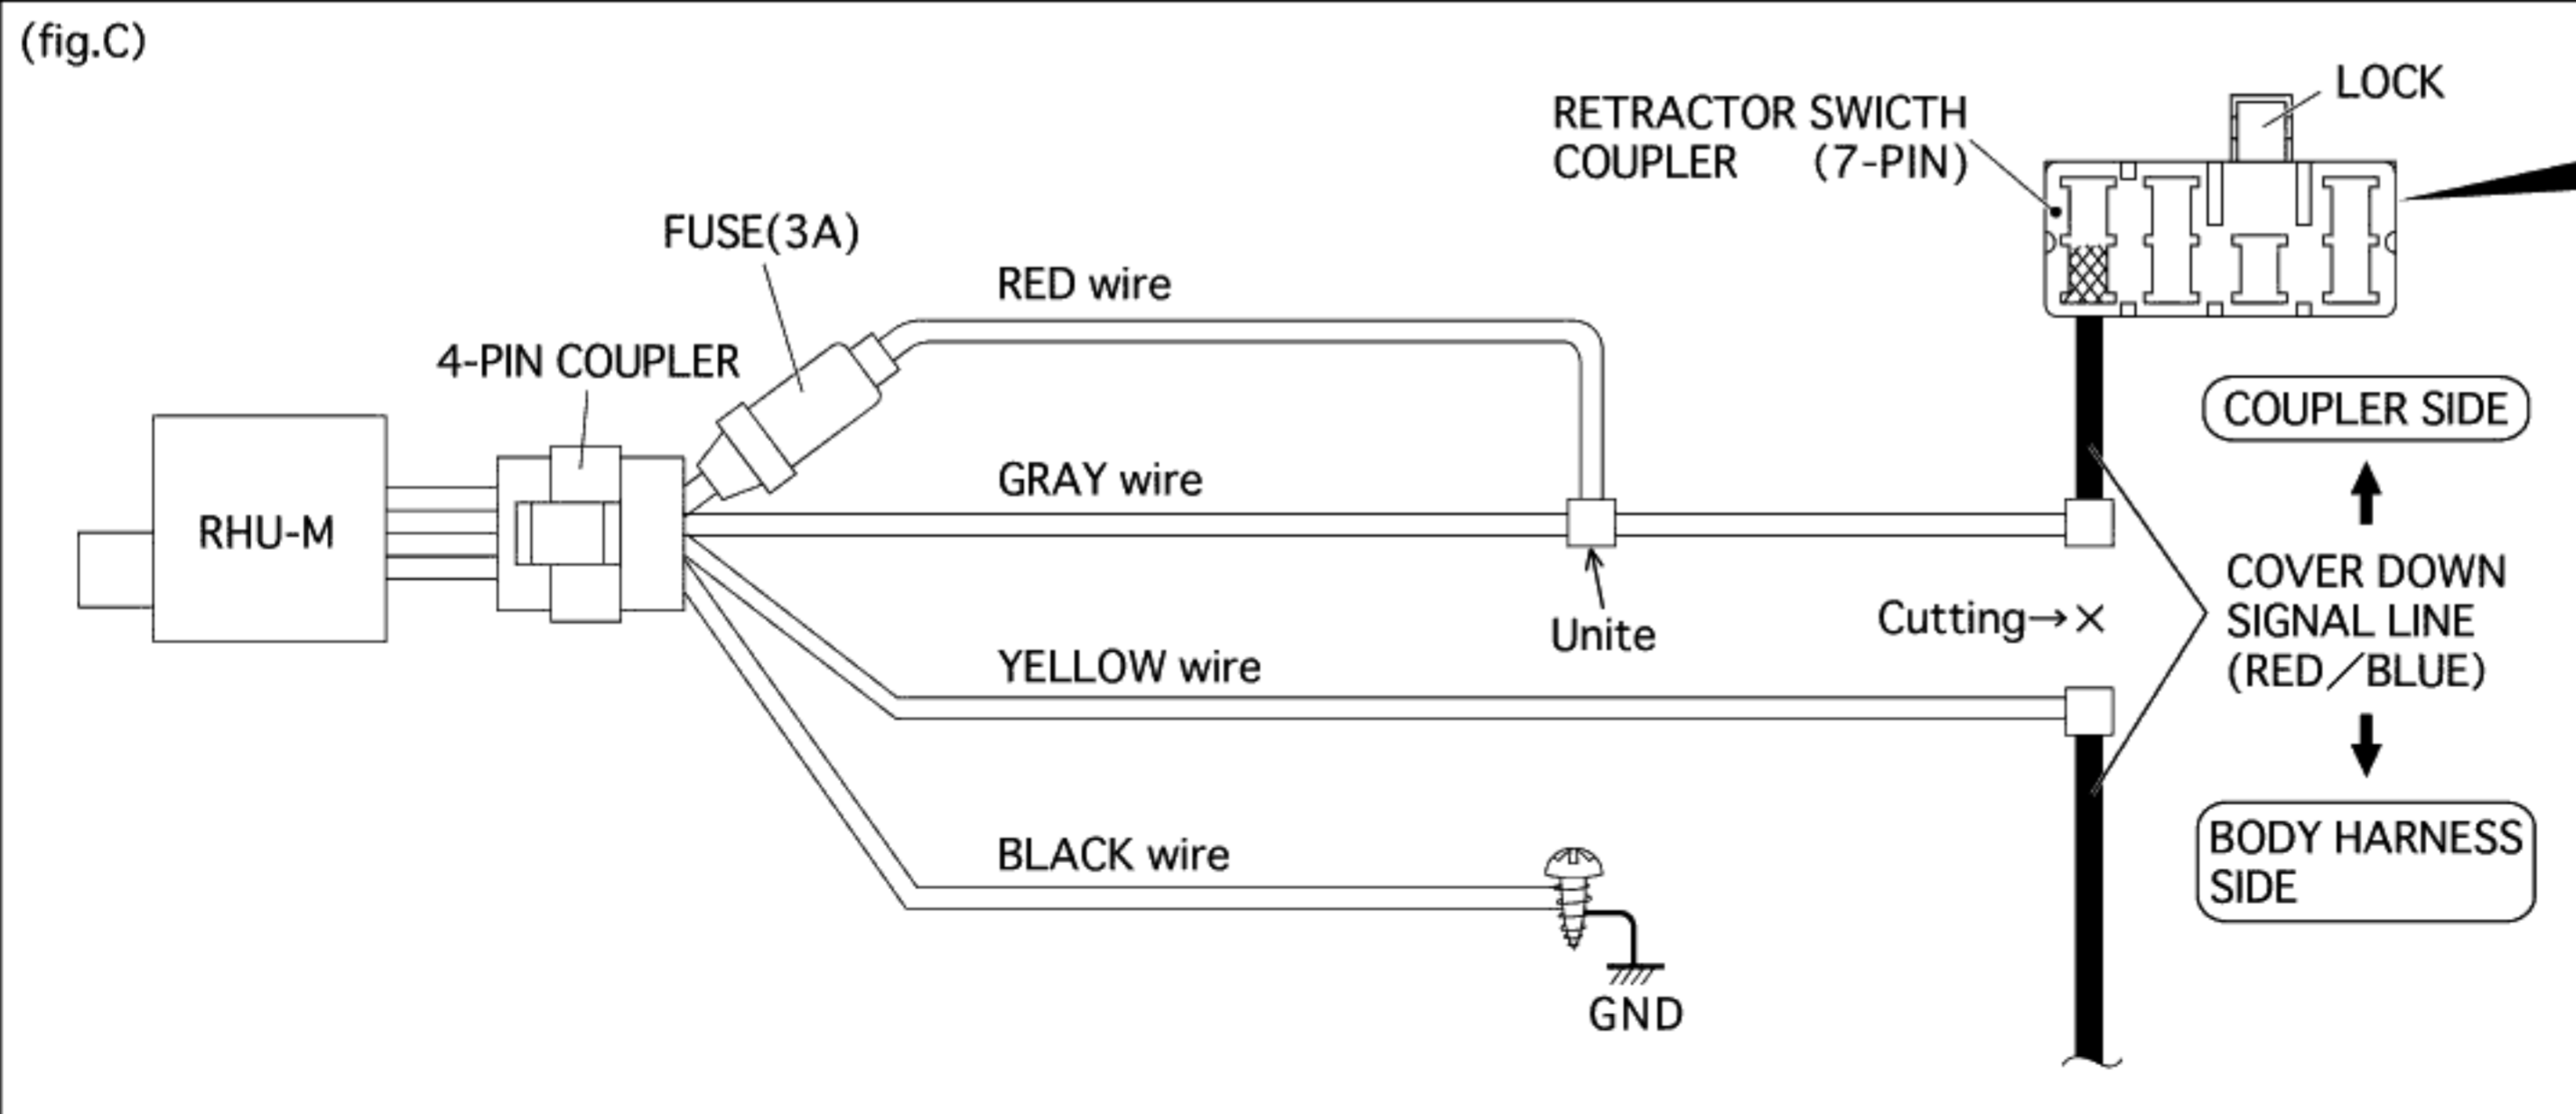 (fig.C)
LOCK
RETRACTOR SWICTH
COUPLER (7-PIN)
FUSE(3A)
RED wire
4-PIN COUPLER
COUPLER SIDE
GRAY wire
RHU-M
COVER DOWN
SIGNAL LINE
(RED/BLUE)
Cutting→×
Unite
YELLOW wire
BODY HARNESS
SIDE
BLACK wire
GND